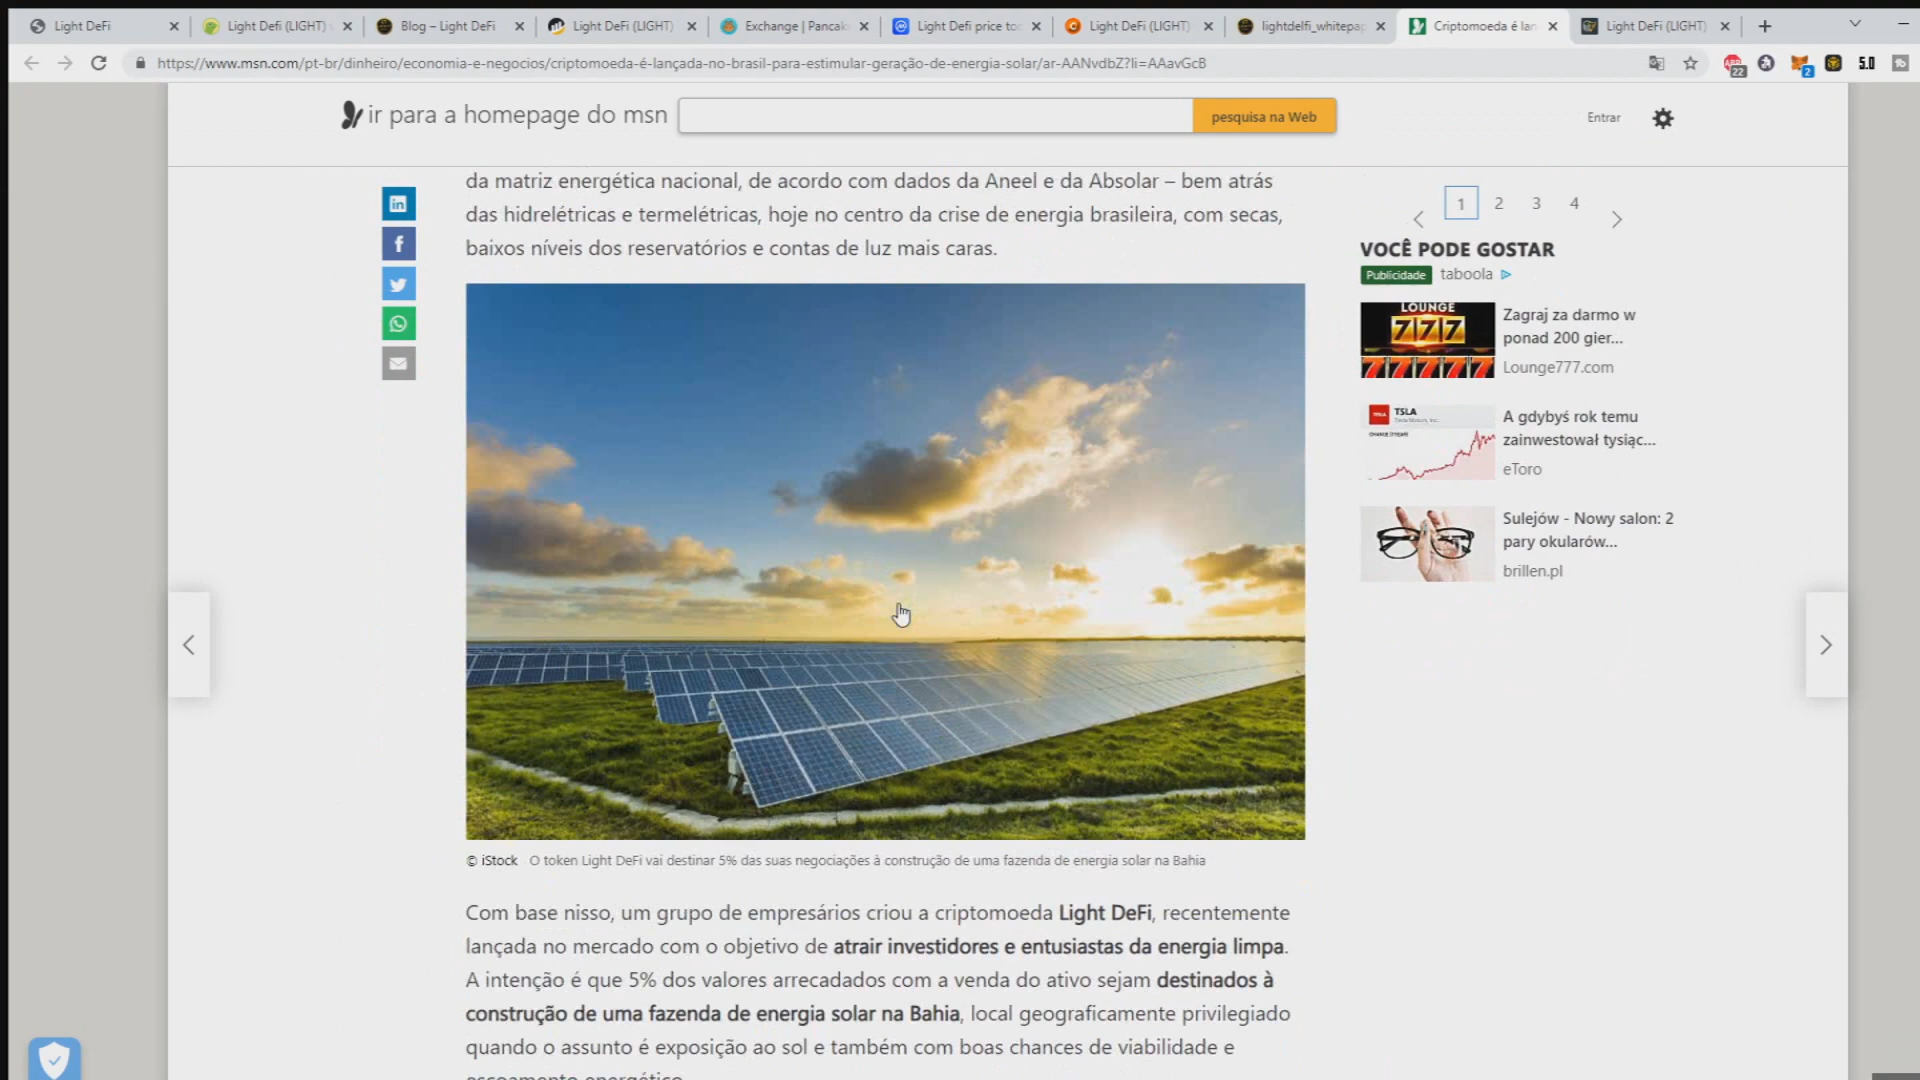 Light DeFi
Light Defi (LIGHT)
Blog – Light DeFi
Light DeFi (LIGHT)
Exchange | Pancak
Light Defi price to
Light DeFi (LIGHT)
lightdelfi_whitepap
Criptomoeda é lan
Light DeFi (LIGHT)
https://www.msn.com/pt-br/dinheiro/economia-e-negocios/criptomoeda-é-lançada-no-brasil-para-estimular-geração-de-energia-solar/ar-AANvdbZ?li=AAavGcB
22
2
5.0
ir para a homepage do msn
pesquisa na Web
Entrar
da matriz energética nacional, de acordo com dados da Aneel e da Absolar – bem atrás
das hidrelétricas e termelétricas, hoje no centro da crise de energia brasileira, com secas,
baixos níveis dos reservatórios e contas de luz mais caras.
© iStock O token Light DeFi vai destinar 5% das suas negociações à construção de uma fazenda de energia solar na Bahia
Com base nisso, um grupo de empresários criou a criptomoeda Light DeFi, recentemente
lançada no mercado com o objetivo de atrair investidores e entusiastas da energia limpa.
A intenção é que 5% dos valores arrecadados com a venda do ativo sejam destinados à
construção de uma fazenda de energia solar na Bahia, local geograficamente privilegiado
quando o assunto é exposição ao sol e também com boas chances de viabilidade e
escoamento energético.
1 2 3 4
VOCÊ PODE GOSTAR
Publicidade taboola
LOUNGE
777
Zagraj za darmo w
ponad 200 gier...
Lounge777.com
TSLA
A gdybyś rok temu
zainwestował tysiąc...
eToro
Sulejów - Nowy salon: 2
pary okularów...
brillen.pl